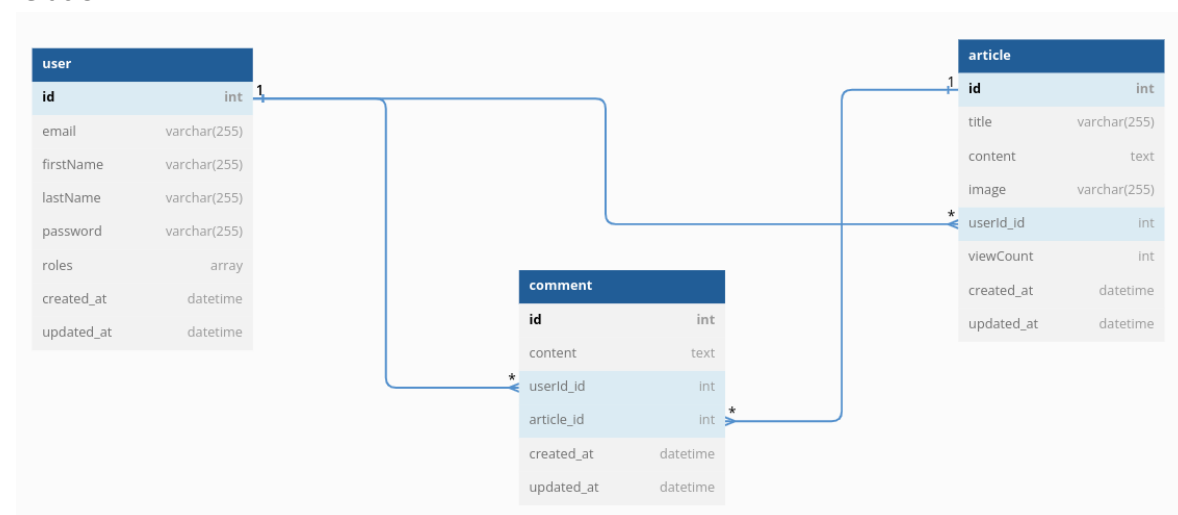 user
id int
email varchar(255)
firstName varchar(255)
lastName varchar(255)
password varchar(255)
roles array
created_at datetime
updated_at datetime
1
*
comment
id int
content text
userId_id int
article_id int
created_at datetime
updated_at datetime
*
1
*
article
id int
title varchar(255)
content text
image varchar(255)
userId_id int
viewCount int
created_at datetime
updated_at datetime